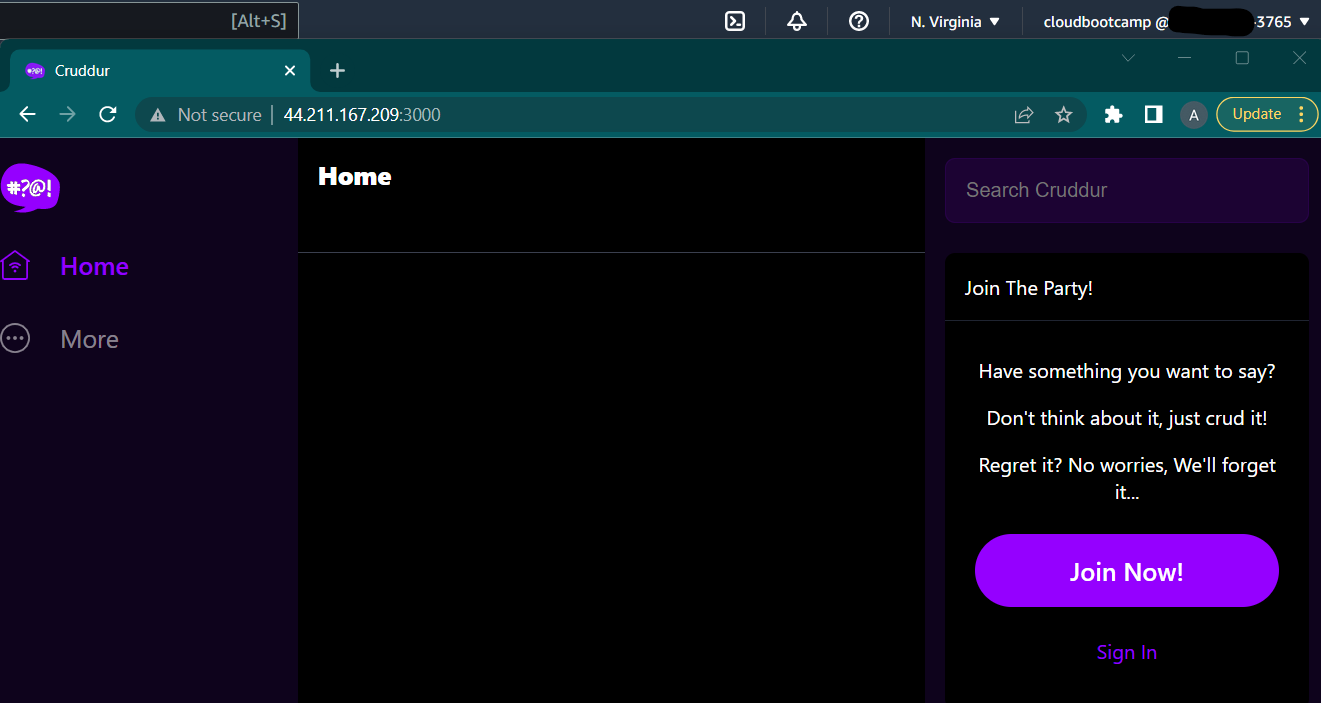 [Alt+S]
N. Virginia
cloudbootcamp @
3765
Cruddur
Not secure
44.211.167.209:3000
A
Update
#?@!
Home
More
Home
Search Cruddur
Join The Party!
Have something you want to say?
Don't think about it, just crud it!
Regret it? No worries, We'll forget
it...
Join Now!
Sign In